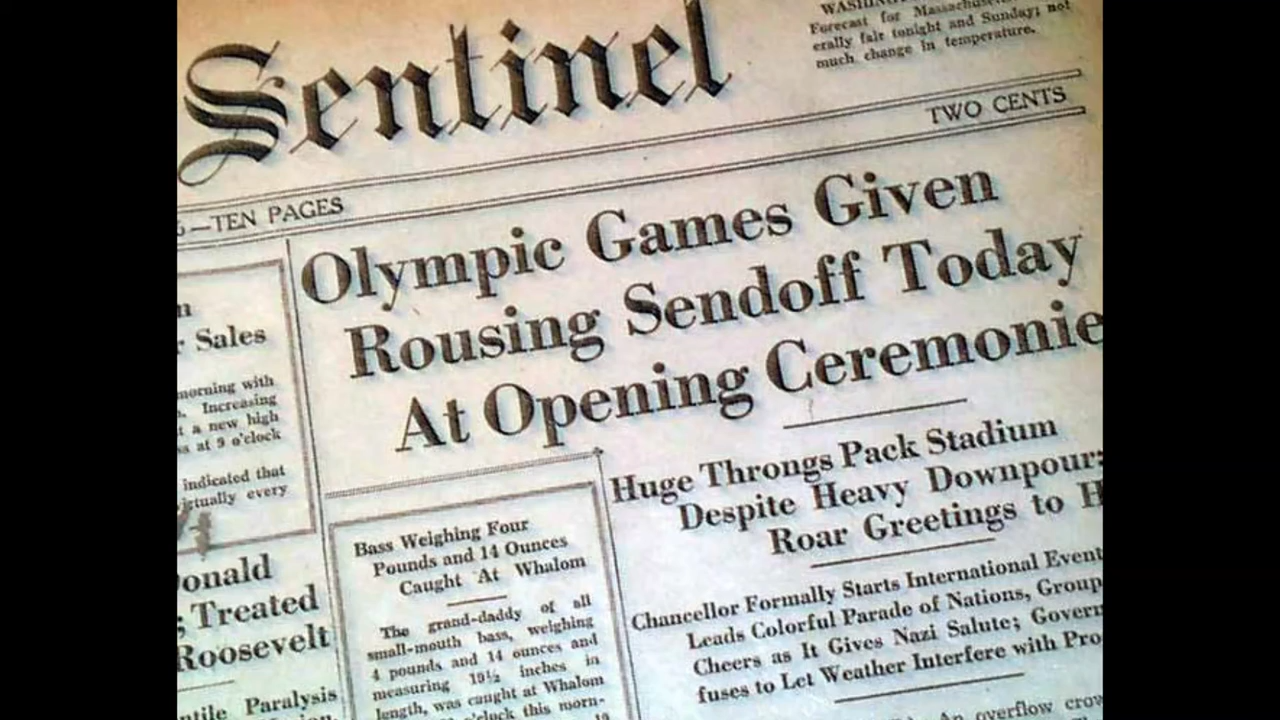 Sentinel
Forecast for
erally fair tonight and Sunday; not
much change in temperature.
TWO CENTS
—TEN PAGES
Olympic Games Given
Rousing Sendoff Today
At Opening Ceremonie
Sales
morning with
Increasing
a new high
at 9 o'clock
indicated that
every
Treated
Roosevelt
Paralysis
Bass Weighing Four
Pounds and 14 Ounces
Caught At Whalom
The grand-daddy of all
small-mouth bass, weighing
4 pounds and 14 ounces and
measuring 19½ inches in
length, was caught at Whalom
o'clock this morn-
Huge Throngs Pack Stadium
Despite Heavy Downpour;
Roar Greetings to H
Chancellor Formally Starts International Event
Leads Colorful Parade of Nations, Group
Cheers as It Gives Nazi Salute; Govern
fuses to Let Weather Interfere with Pro
An overflow crow